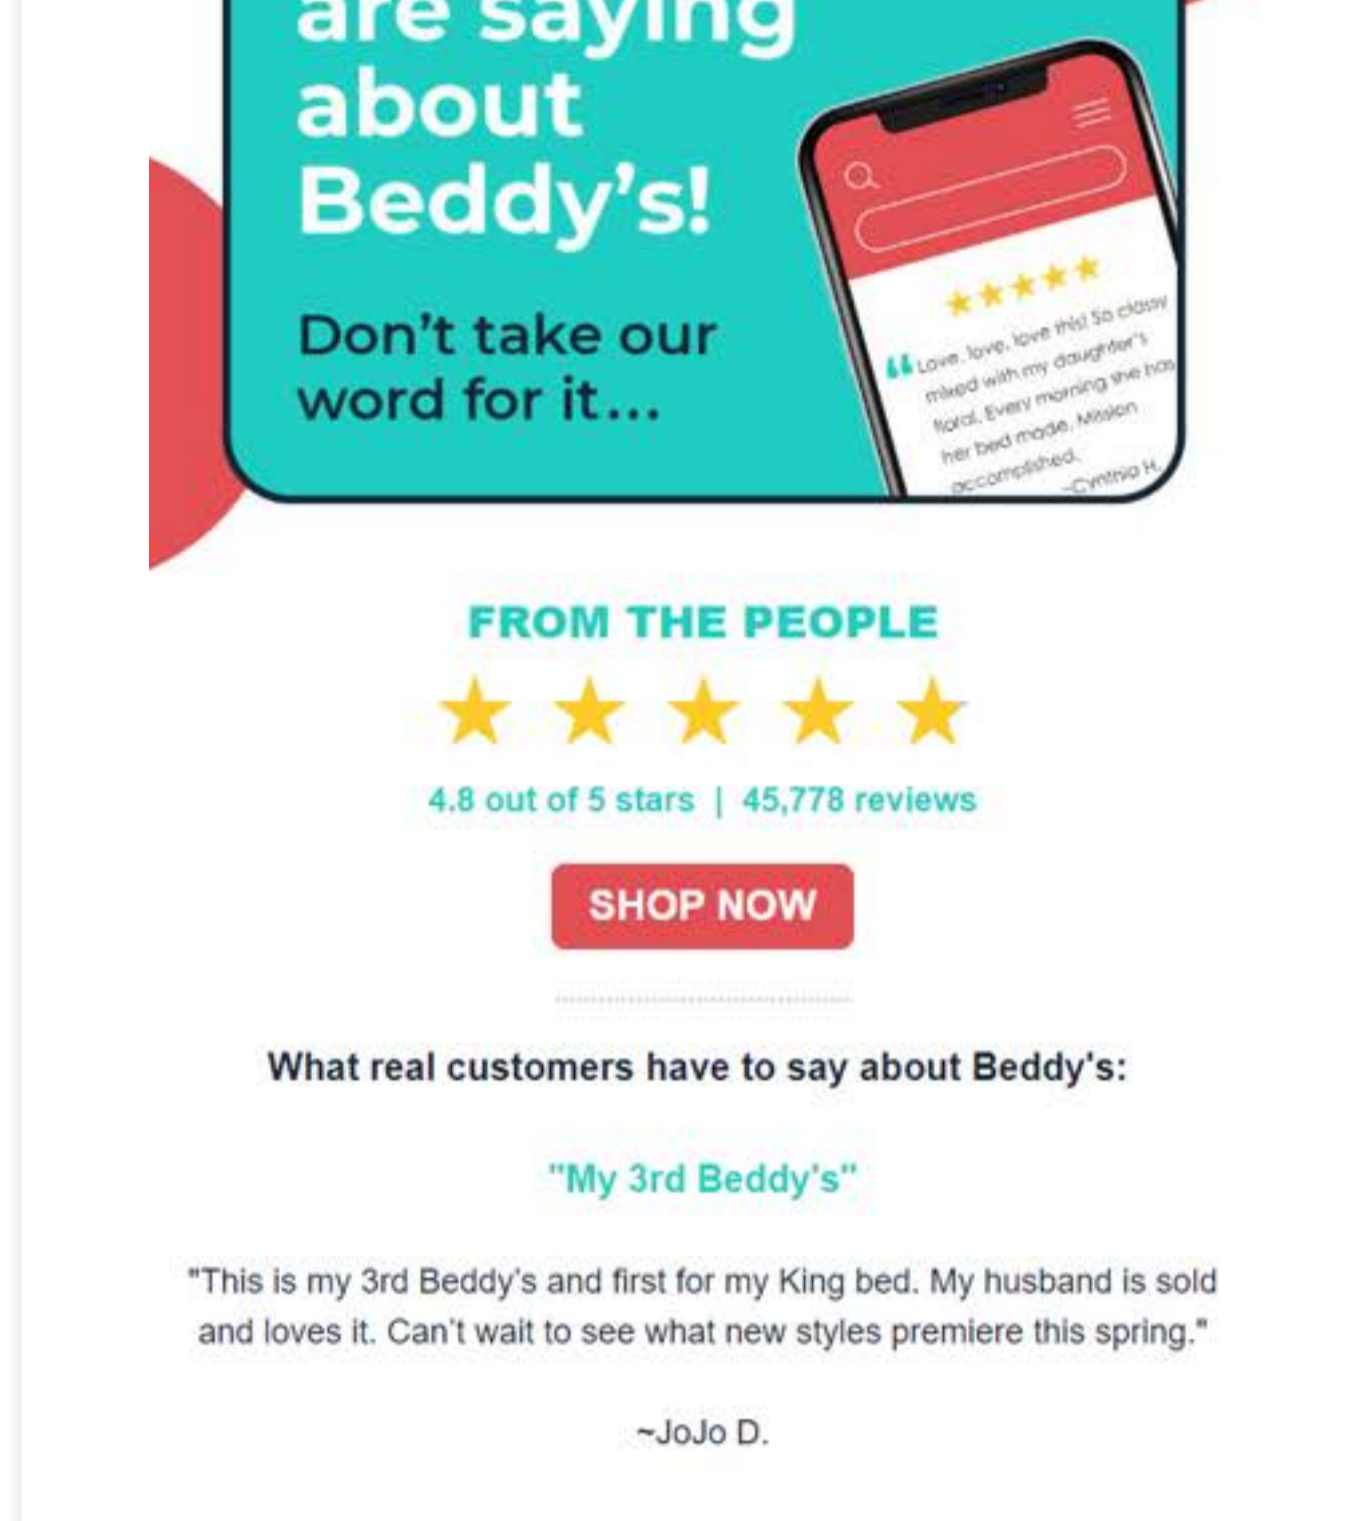 are saying
about
Beddy's!
Don't take our
word for it...
Love, love, love this! So classy
mixed with my daughter's
floral. Every morning she has
her bed made. Mission
accomplished.
~Cynthia H.
FROM THE PEOPLE
4.8 out of 5 stars | 45,778 reviews
SHOP NOW
What real customers have to say about Beddy's:
"My 3rd Beddy's"
"This is my 3rd Beddy's and first for my King bed. My husband is sold
and loves it. Can't wait to see what new styles premiere this spring."
~JoJo D.